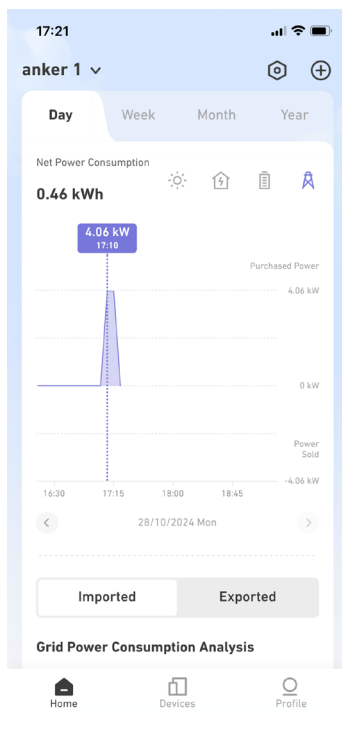 17:21
anker 1
Day Week Month Year
Net Power Consumption
0.46 kWh
4.06 kW
17:10
Purchased Power
4.06 kW
0 kW
Power
Sold
-4.06 kW
16:30 17:15 18:00 18:45
28/10/2024 Mon
Imported Exported
Grid Power Consumption Analysis
Home Devices Profile